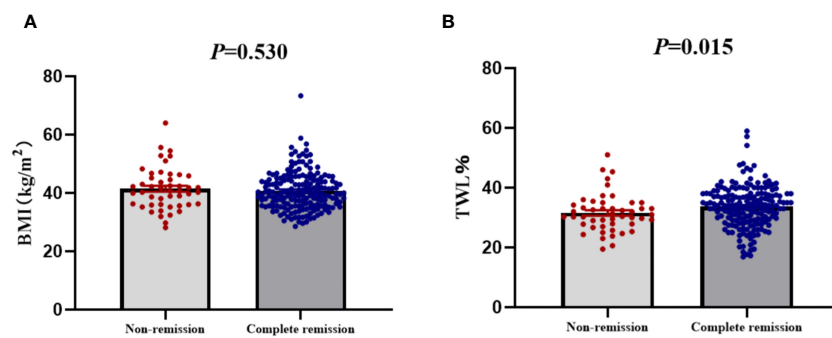 A
P=0.530
BMI (kg/m²)
80
60
40
20
0
Non-remission Complete remission
B
P=0.015
TWL%
80
60
40
20
0
Non-remission Complete remission